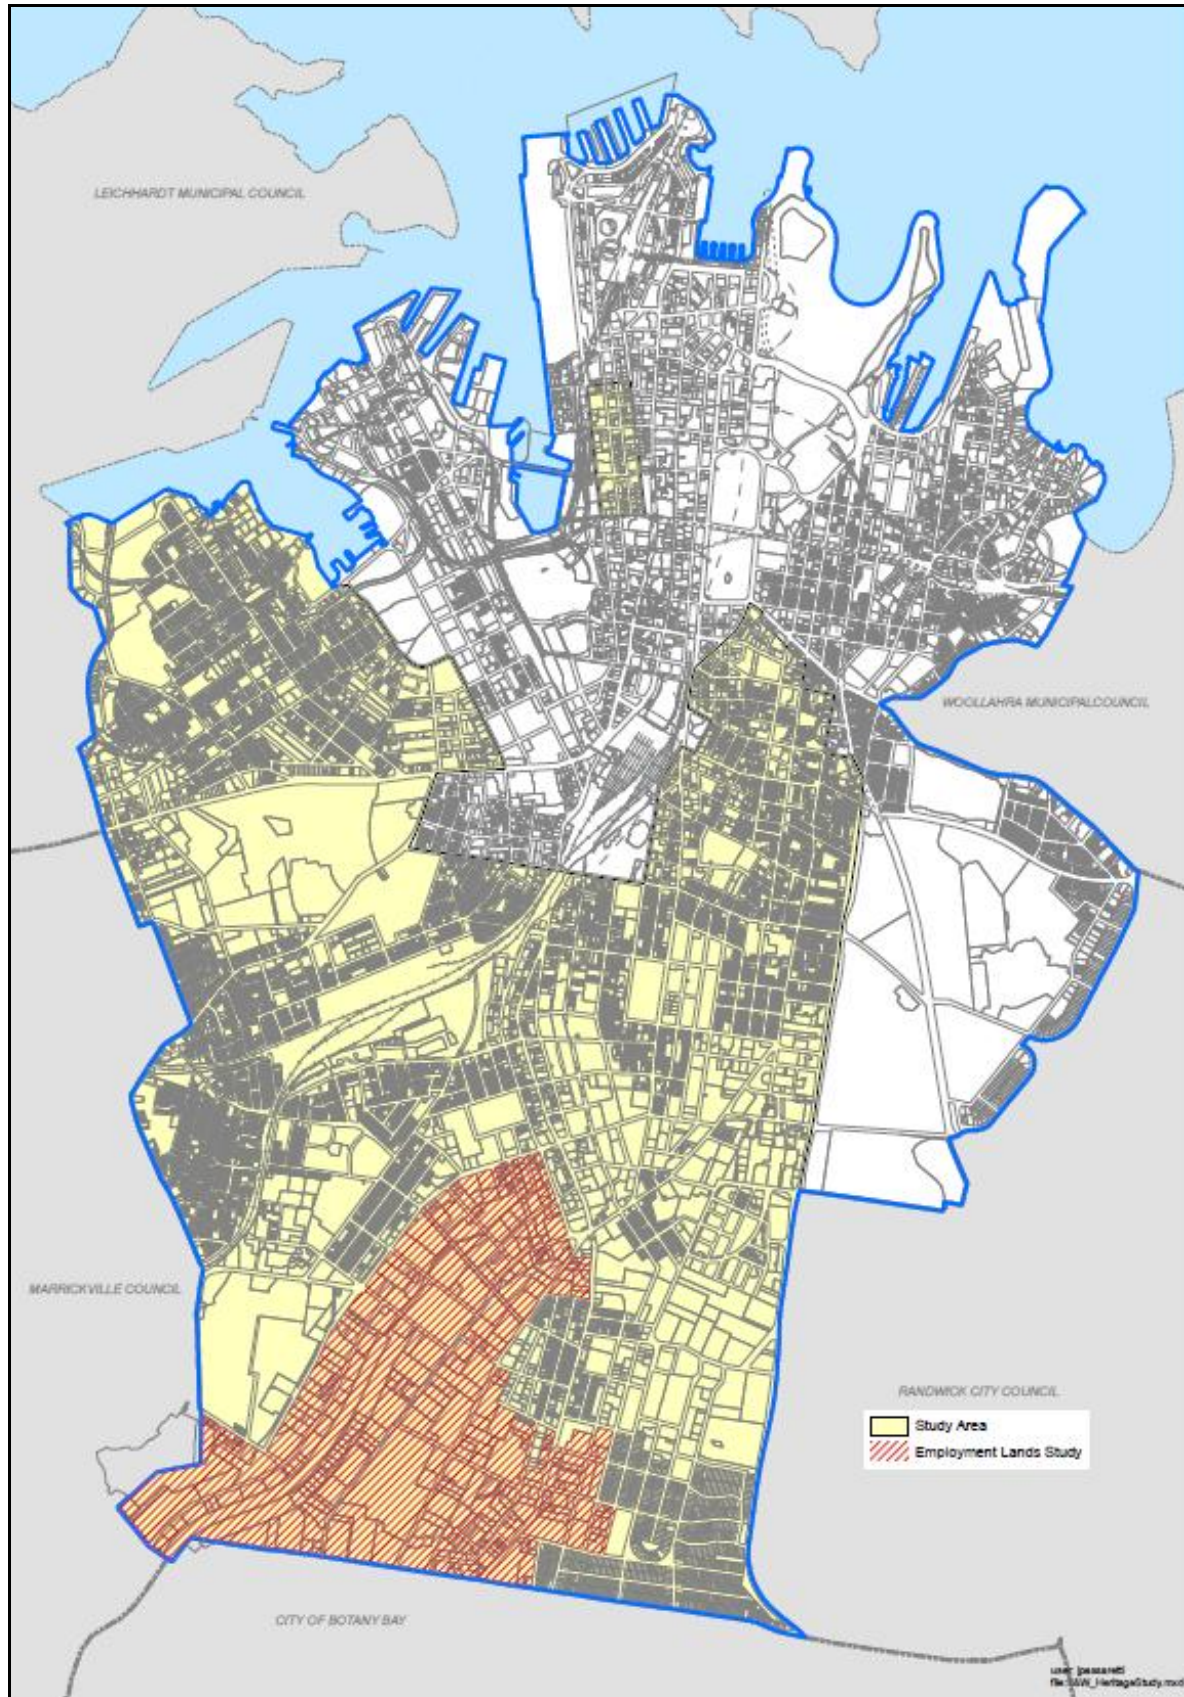 LEICHHARDT MUNICIPAL COUNCIL
WOOLLAHRA MUNICIPALCOUNCIL
MARRICKVILLE COUNCIL
RANDWICK CITY COUNCIL
Study Area
Employment Lands Study
CITY OF BOTANY BAY
user: jpassaretti
file: